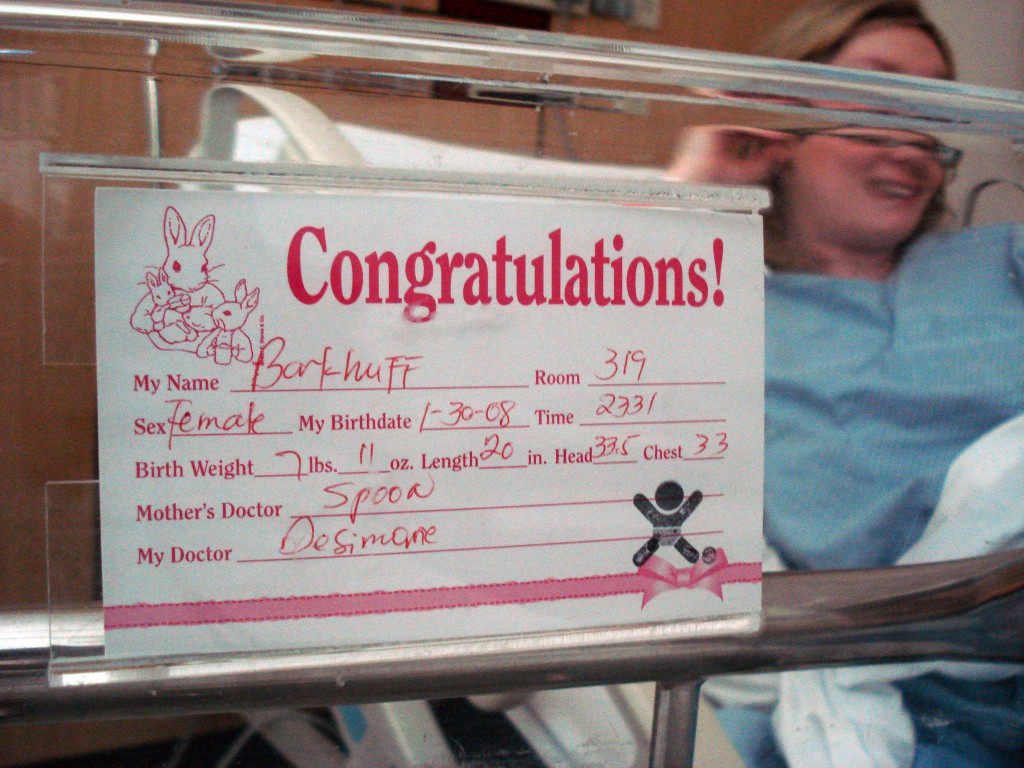 Congratulations!
My Name Barkhuff Room 319
Sex Female My Birthdate 1-30-08 Time 2331
Birth Weight 7 lbs. 11 oz. Length 20 in. Head 33.5 Chest 33
Mother's Doctor Spoon
My Doctor Desimone